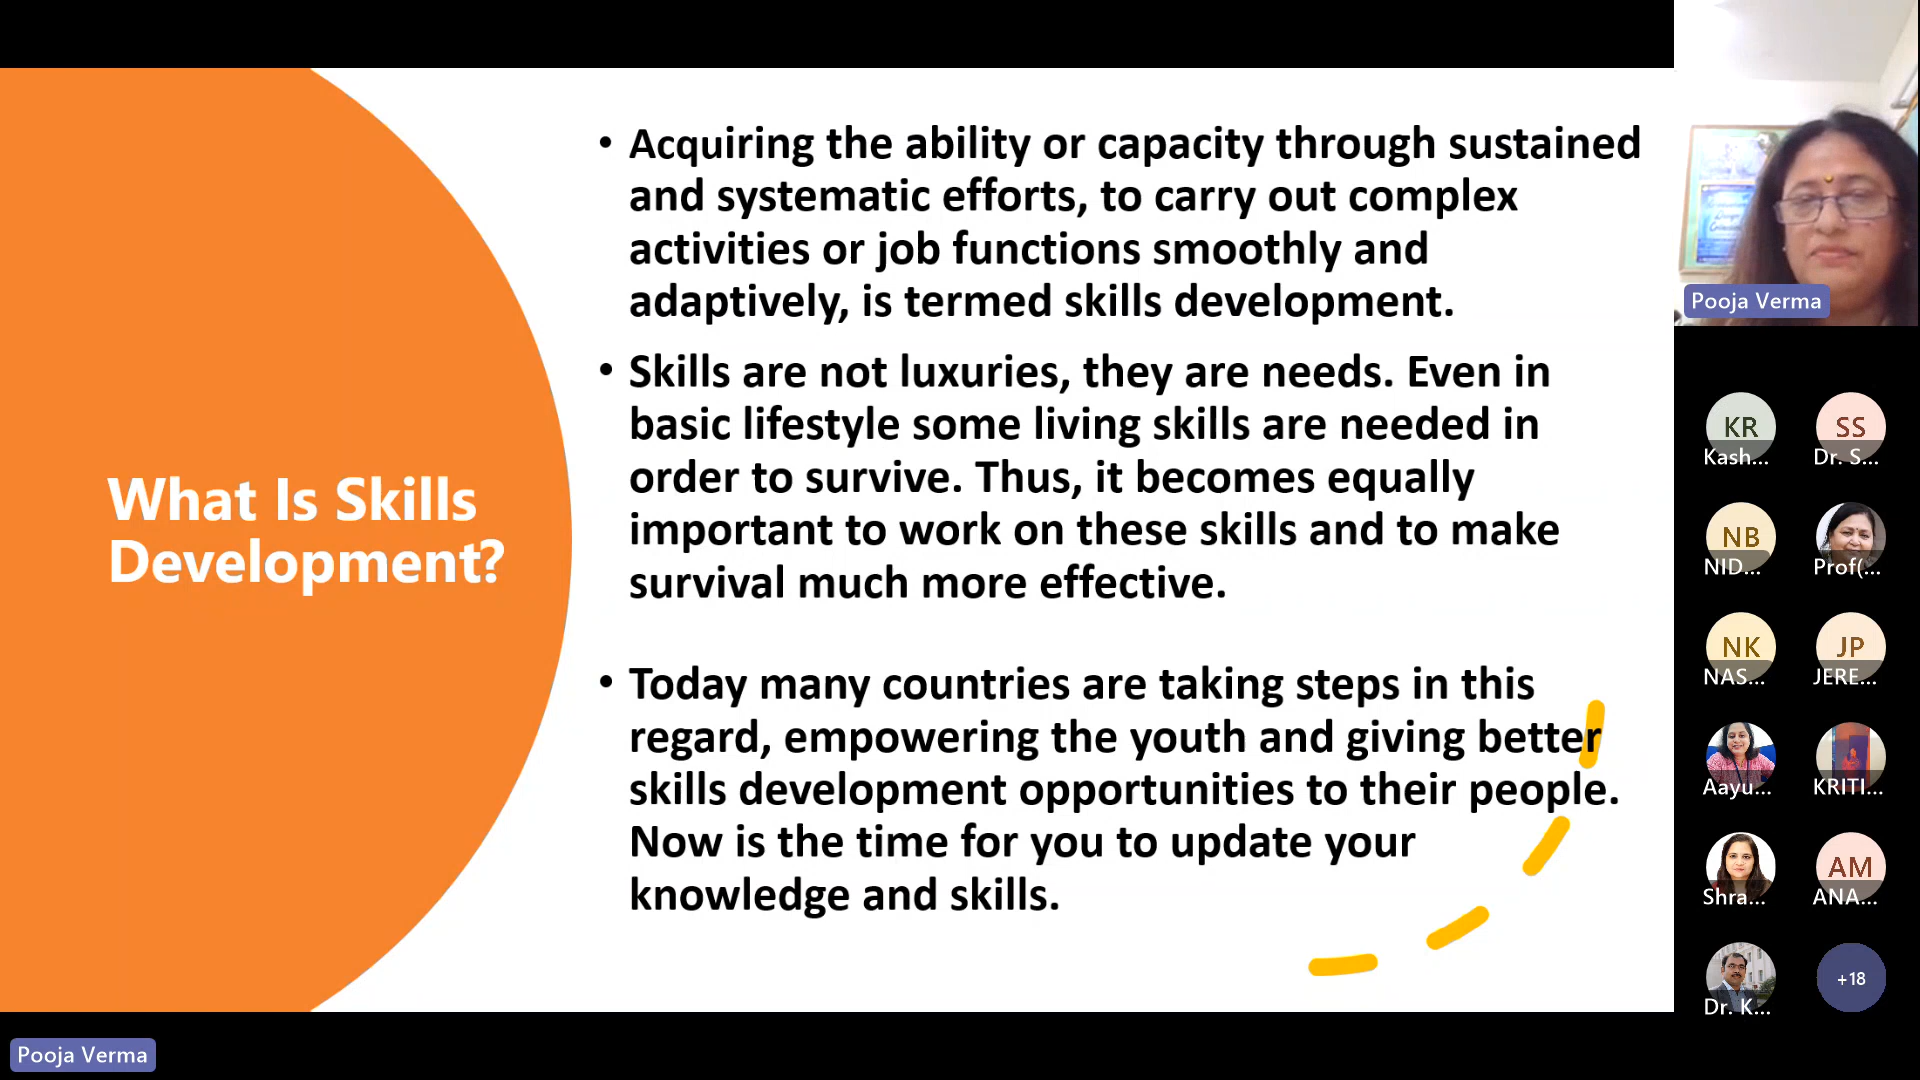 What Is Skills
Development?
• Acquiring the ability or capacity through sustained
and systematic efforts, to carry out complex
activities or job functions smoothly and
adaptively, is termed skills development.
• Skills are not luxuries, they are needs. Even in
basic lifestyle some living skills are needed in
order to survive. Thus, it becomes equally
important to work on these skills and to make
survival much more effective.
• Today many countries are taking steps in this
regard, empowering the youth and giving better
skills development opportunities to their people.
Now is the time for you to update your
knowledge and skills.
Pooja Verma
KR
Kash...
SS
Dr. S...
NB
NID...
Prof(...
NK
NAS...
JP
JERE...
Aayu...
KRITI...
Shra...
AM
ANA...
Dr. K...
+18
Pooja Verma